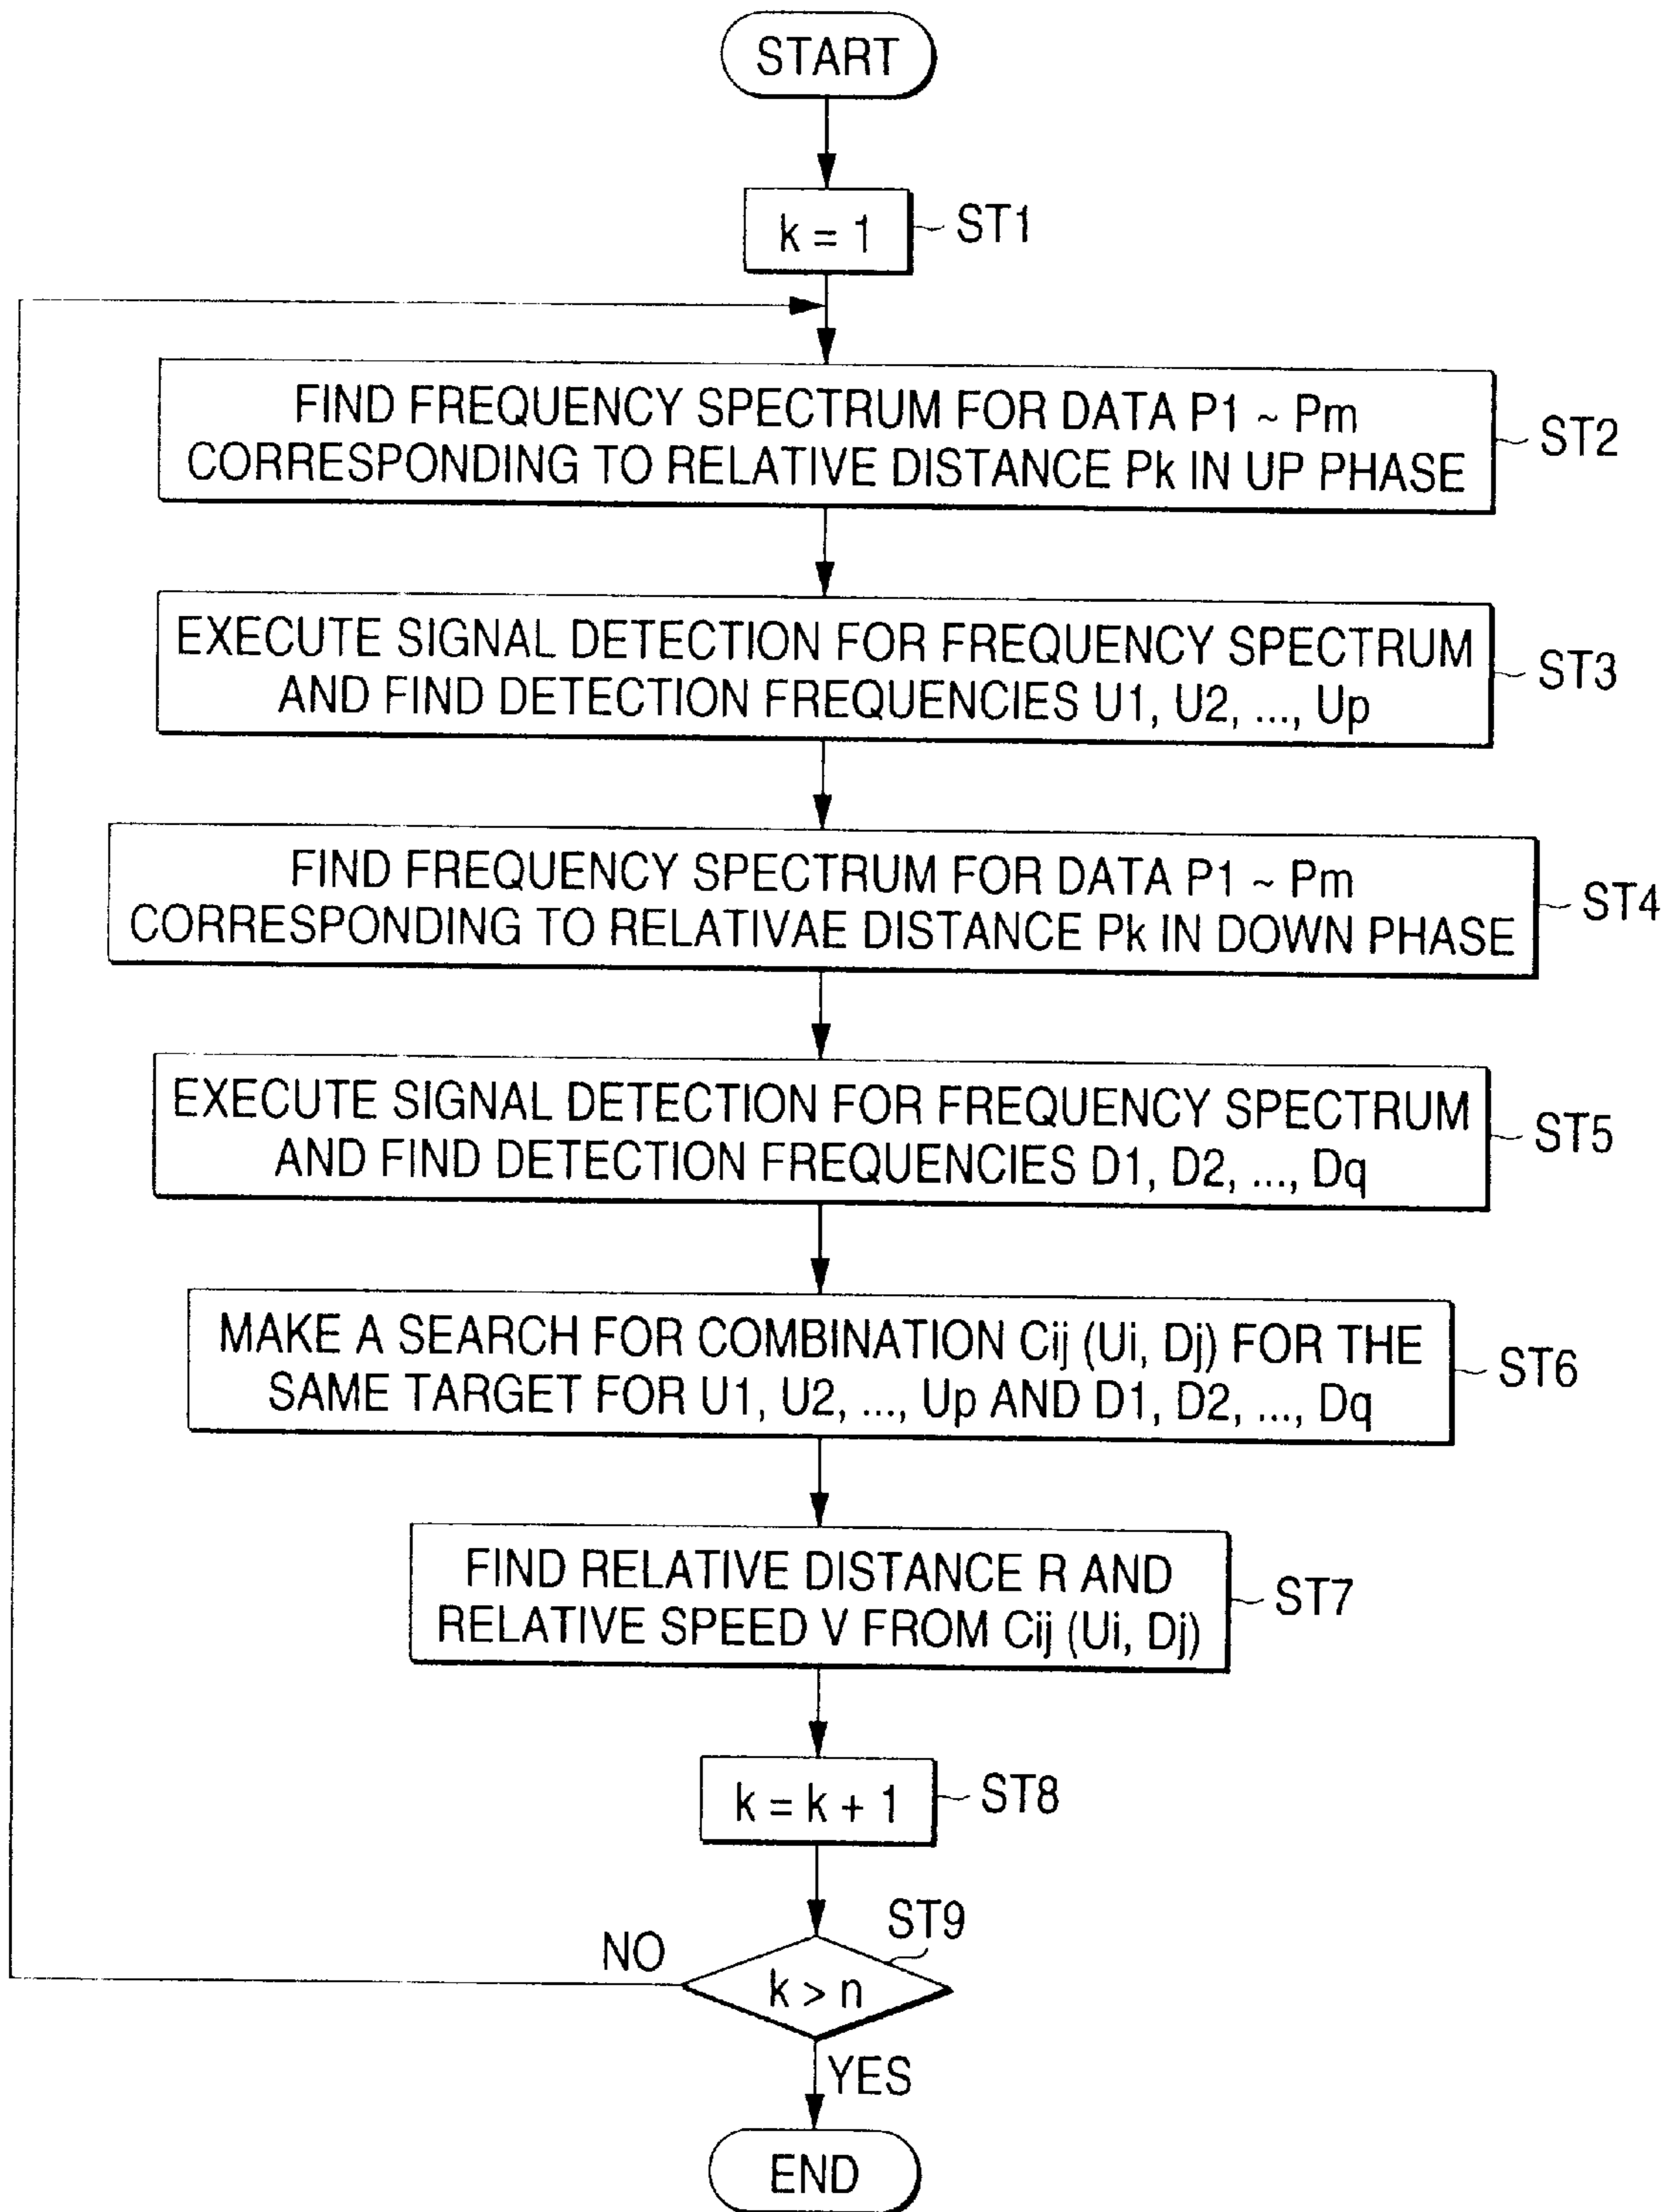 START
k = 1
ST1
FIND FREQUENCY SPECTRUM FOR DATA P1 ~ Pm
CORRESPONDING TO RELATIVE DISTANCE Pk IN UP PHASE
ST2
EXECUTE SIGNAL DETECTION FOR FREQUENCY SPECTRUM
AND FIND DETECTION FREQUENCIES U1, U2, ..., Up
ST3
FIND FREQUENCY SPECTRUM FOR DATA P1 ~ Pm
CORRESPONDING TO RELATIVAE DISTANCE Pk IN DOWN PHASE
ST4
EXECUTE SIGNAL DETECTION FOR FREQUENCY SPECTRUM
AND FIND DETECTION FREQUENCIES D1, D2, ..., Dq
ST5
MAKE A SEARCH FOR COMBINATION Cij (Ui, Dj) FOR THE
SAME TARGET FOR U1, U2, ..., Up AND D1, D2, ..., Dq
ST6
FIND RELATIVE DISTANCE R AND
RELATIVE SPEED V FROM Cij (Ui, Dj)
ST7
k = k + 1
ST8
ST9
NO
k > n
YES
END